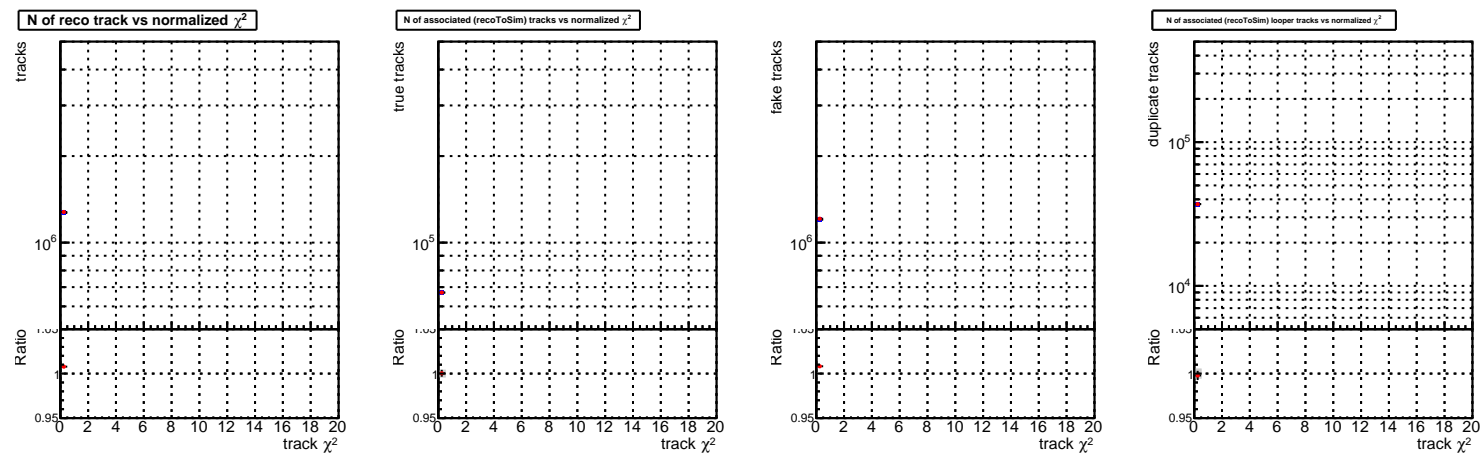 N of reco track vs normalized χ²
tracks
10⁶
Ratio
1
0.95
0 2 4 6 8 10 12 14 16 18 20
track χ²
N of associated (recoToSim) tracks vs normalized χ²
true tracks
10⁵
Ratio
1
0.95
0 2 4 6 8 10 12 14 16 18 20
track χ²
fake tracks
10⁶
Ratio
1
0.95
0 2 4 6 8 10 12 14 16 18 20
track χ²
N of associated (recoToSim) looper tracks vs normalized χ²
duplicate tracks
10⁵
10⁴
Ratio
1
0.95
0 2 4 6 8 10 12 14 16 18 20
track χ²